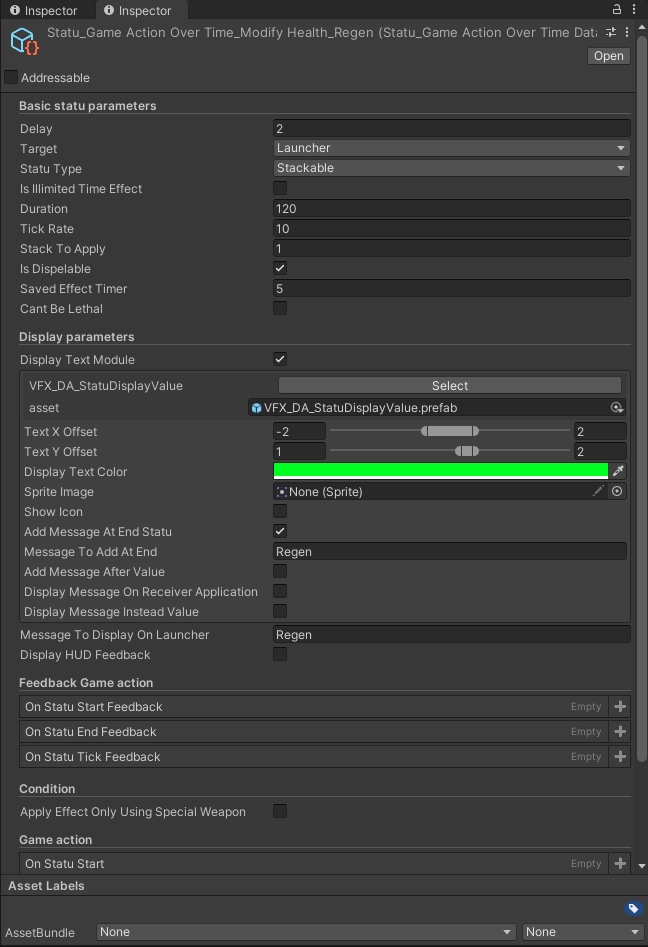 Inspector Inspector
Statu_Game Action Over Time_Modify Health_Regen (Statu_Game Action Over Time Data
Open
Addressable
Basic statu parameters
Delay 2
Target Launcher
Statu Type Stackable
Is Illimited Time Effect
Duration 120
Tick Rate 10
Stack To Apply 1
Is Dispelable
Saved Effect Timer 5
Cant Be Lethal
Display parameters
Display Text Module
VFX_DA_StatuDisplayValue Select
asset VFX_DA_StatuDisplayValue.prefab
Text X Offset -2 2
Text Y Offset 1 2
Display Text Color
Sprite Image None (Sprite)
Show Icon
Add Message At End Statu
Message To Add At End Regen
Add Message After Value
Display Message On Receiver Application
Display Message Instead Value
Message To Display On Launcher Regen
Display HUD Feedback
Feedback Game action
On Statu Start Feedback Empty
On Statu End Feedback Empty
On Statu Tick Feedback Empty
Condition
Apply Effect Only Using Special Weapon
Game action
On Statu Start Empty
Asset Labels
AssetBundle None None